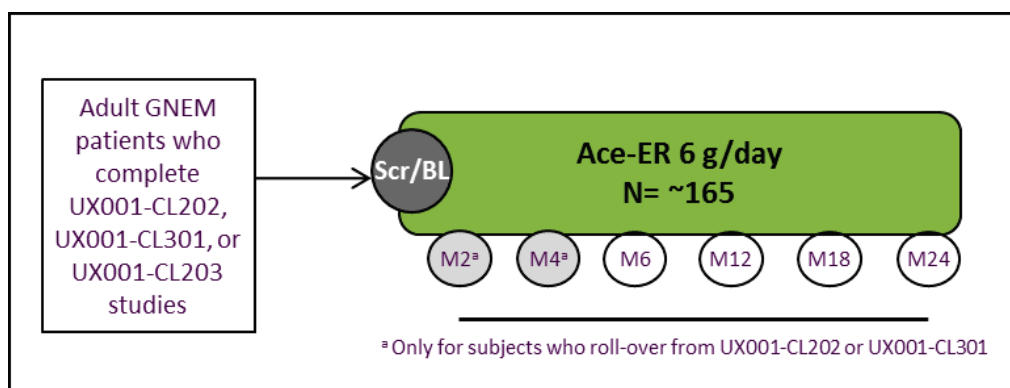 Adult GNEM
patients who
complete
UX001-CL202,
UX001-CL301, or
UX001-CL203
studies
Scr/BL
Ace-ER 6 g/day
N= ~165
M2ᵃ M4ᵃ M6 M12 M18 M24
ᵃ Only for subjects who roll-over from UX001-CL202 or UX001-CL301